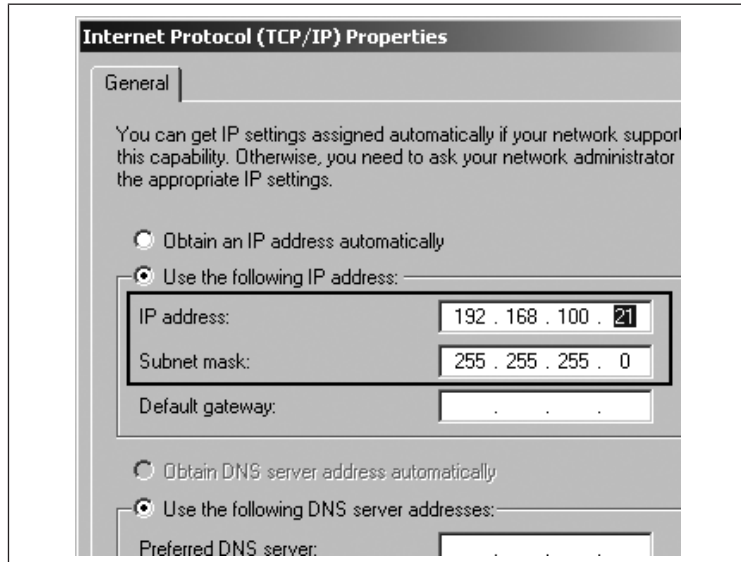 Internet Protocol (TCP/IP) Properties
General
You can get IP settings assigned automatically if your network
this capability. Otherwise, you need to ask your network administrator
the appropriate IP settings.
Obtain an IP address automatically
Use the following IP address:
IP address: 192 . 168 . 100 . 21
Subnet mask: 255 . 255 . 255 . 0
Default gateway: . . .
Obtain DNS server address automatically
Use the following DNS server addresses:
Preferred DNS server: . . .